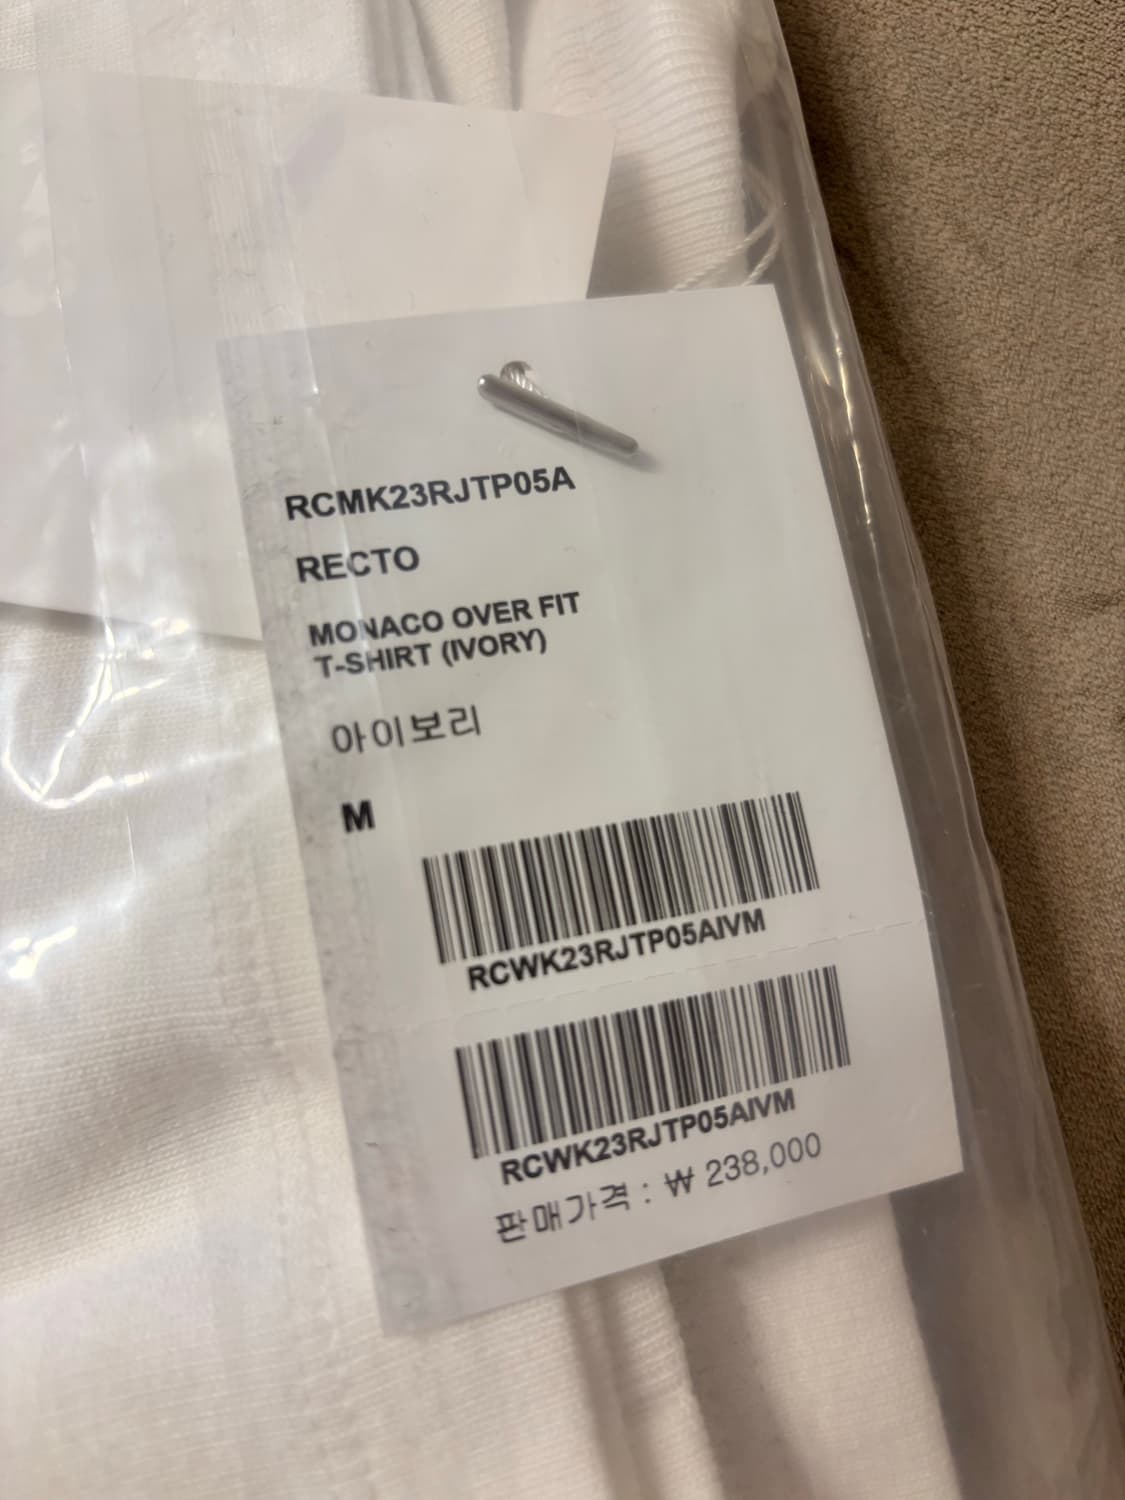 RCMK23RJTP05A
RECTO
MONACO OVER FIT
T-SHIRT (IVORY)
아이보리
M
RCWK23RJTP05AIVM
RCWK23RJTP05AIVM
판매가격 : ₩ 238,000